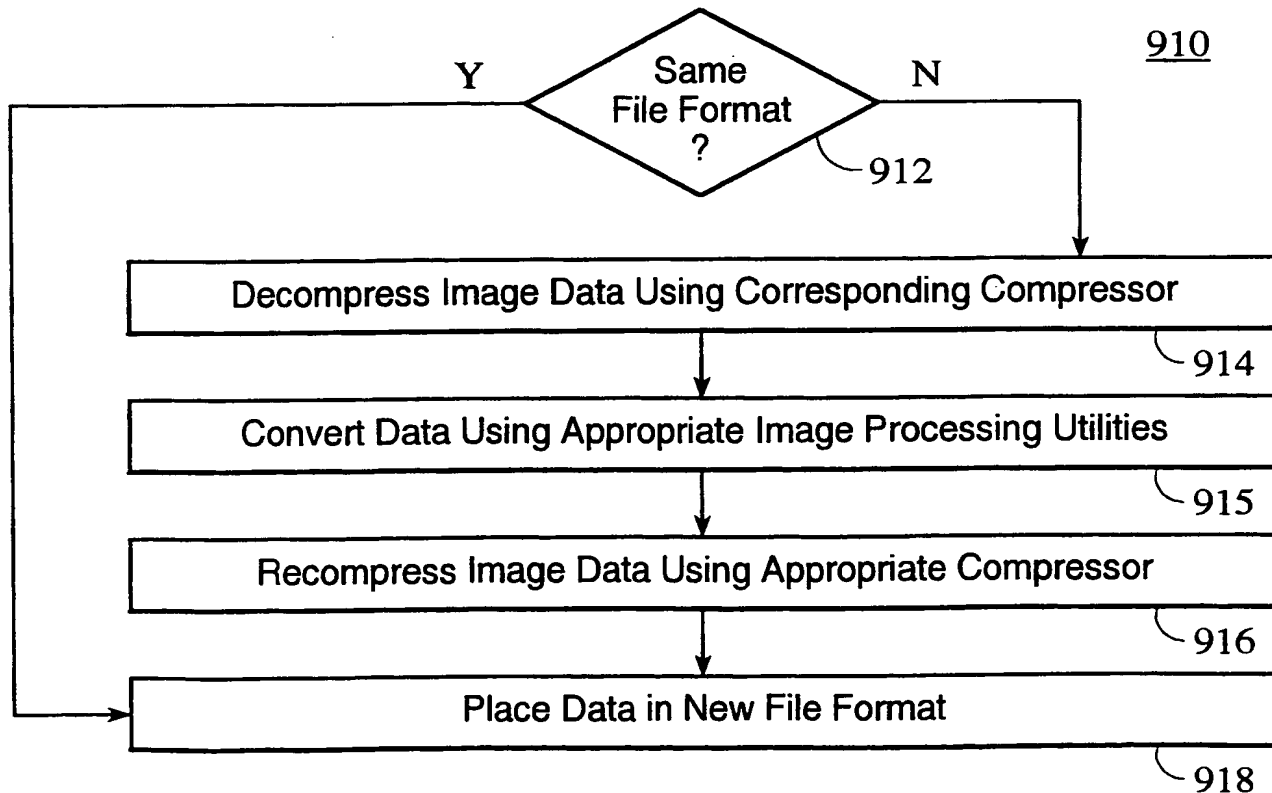 910
Y
Same
File Format
?
N
912
Decompress Image Data Using Corresponding Compressor
914
Convert Data Using Appropriate Image Processing Utilities
915
Recompress Image Data Using Appropriate Compressor
916
Place Data in New File Format
918